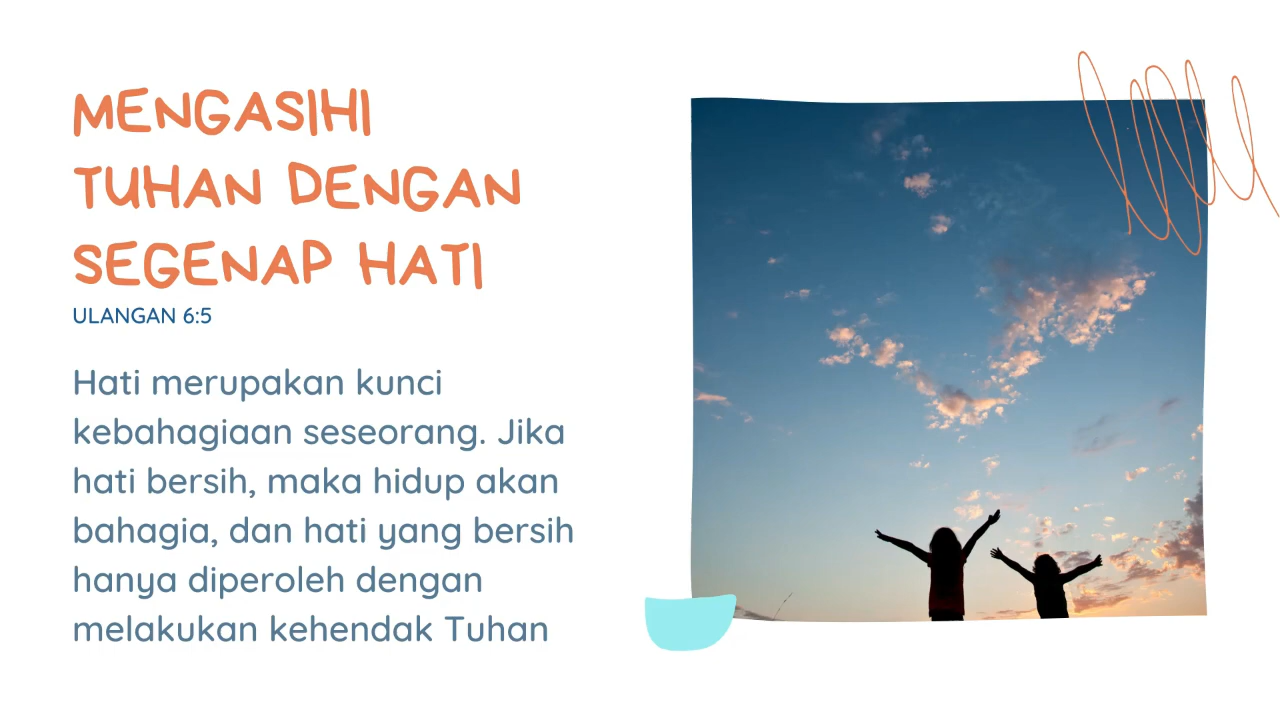 MENGASIHI
TUHAN DENGAN
SEGENAP HATI
ULANGAN 6:5
Hati merupakan kunci
kebahagiaan seseorang. Jika
hati bersih, maka hidup akan
bahagia, dan hati yang bersih
hanya diperoleh dengan
melakukan kehendak Tuhan